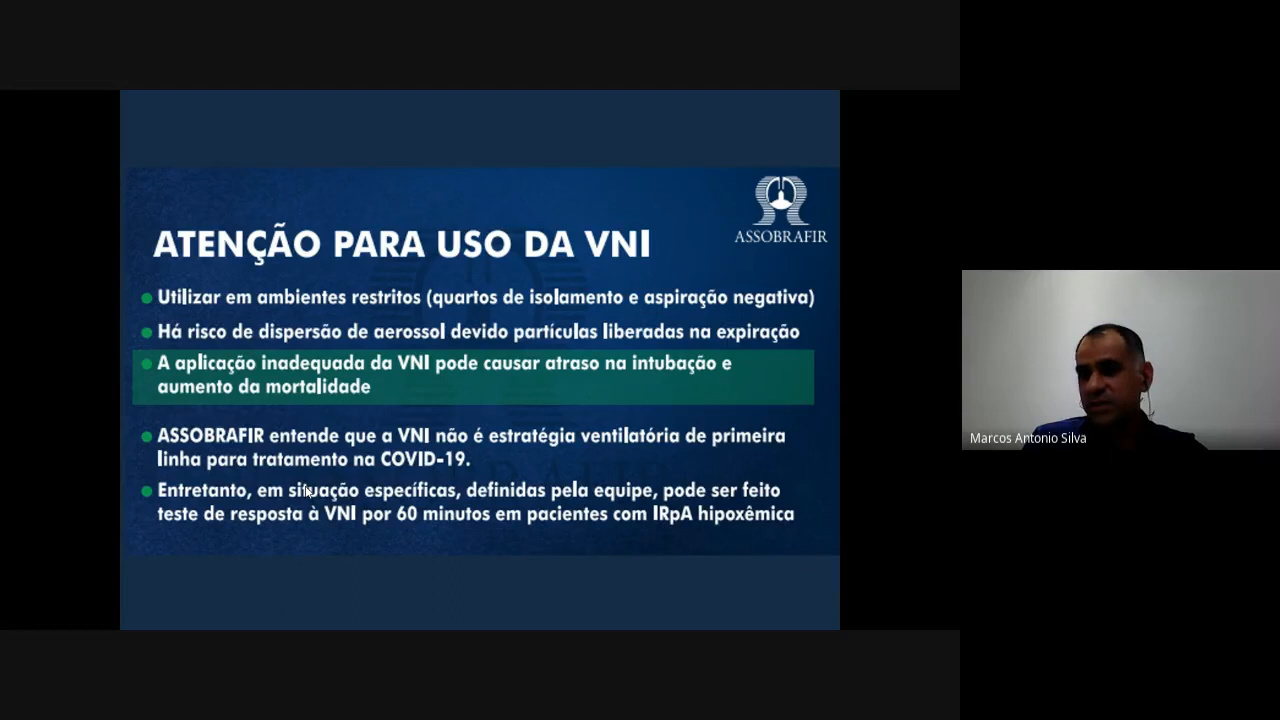 ASSOBRAFIR
ATENÇÃO PARA USO DA VNI
Utilizar em ambientes restritos (quartos de isolamento e aspiração negativa)
Há risco de dispersão de aerossol devido partículas liberadas na expiração
A aplicação inadequada da VNI pode causar atraso na intubação e
aumento da mortalidade
ASSOBRAFIR entende que a VNI não é estratégia ventilatória de primeira
linha para tratamento na COVID-19.
Entretanto, em situação específicas, definidas pela equipe, pode ser feito
teste de resposta à VNI por 60 minutos em pacientes com IRpA hipoxêmica
Marcos Antonio Silva